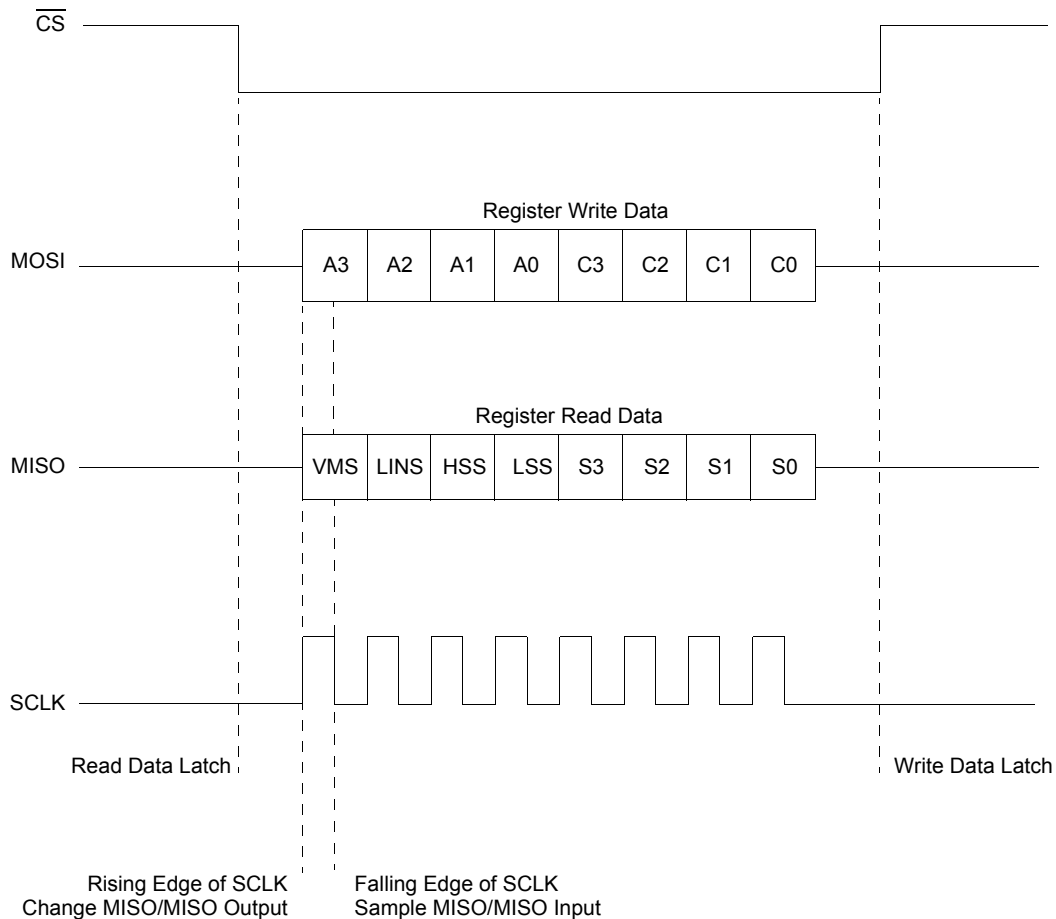 CS
Register Write Data
MOSI
A3 A2 A1 A0 C3 C2 C1 C0
Register Read Data
MISO
VMS LINS HSS LSS S3 S2 S1 S0
SCLK
Read Data Latch
Write Data Latch
Rising Edge of SCLK
Change MISO/MISO Output
Falling Edge of SCLK
Sample MISO/MISO Input